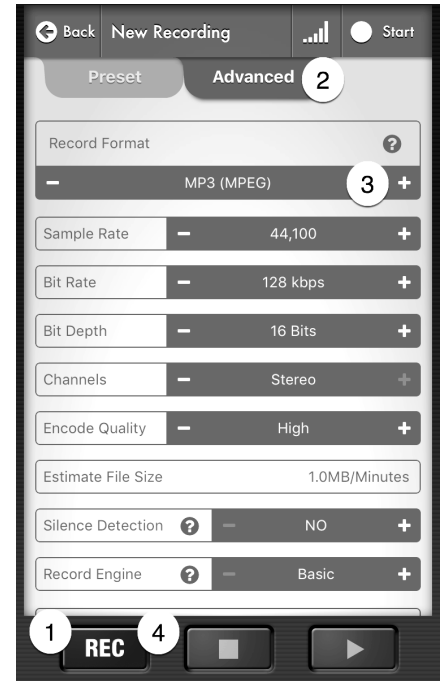 Back New Recording Start
Preset Advanced 2
Record Format ?
− MP3 (MPEG) 3 +
Sample Rate − 44,100 +
Bit Rate − 128 kbps +
Bit Depth − 16 Bits +
Channels − Stereo +
Encode Quality − High +
Estimate File Size 1.0MB/Minutes
Silence Detection ? − NO +
Record Engine ? − Basic +
1 REC 4